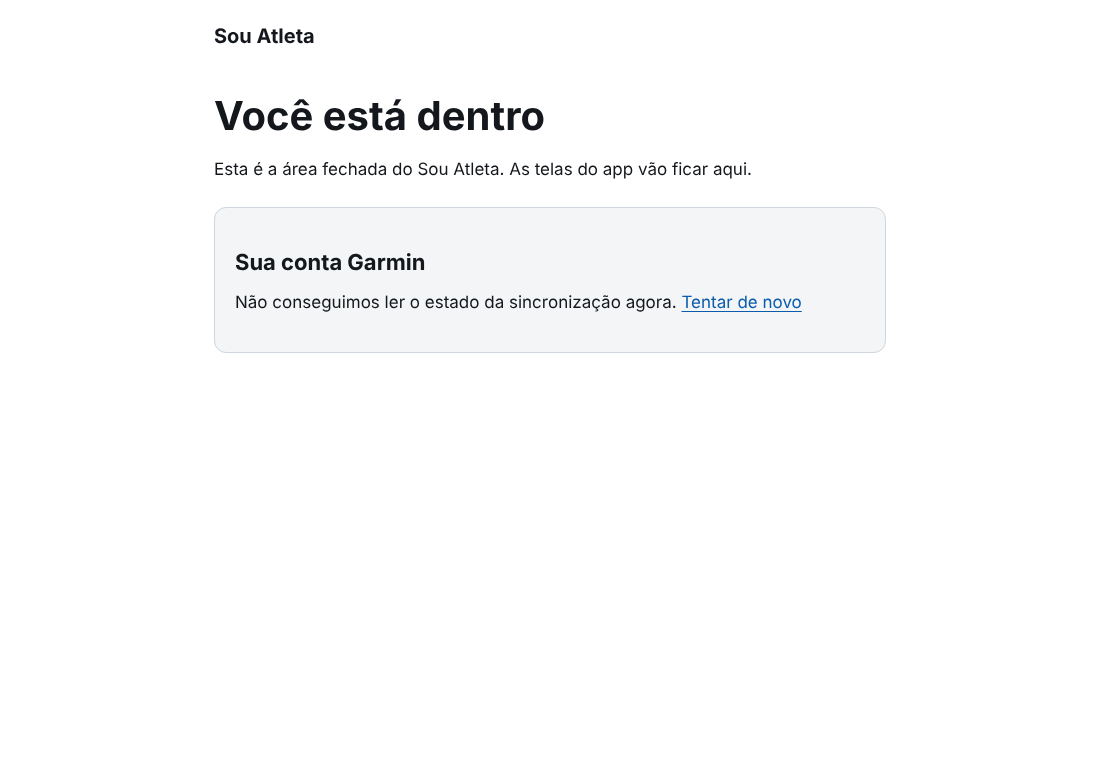 Sou Atleta
Você está dentro
Esta é a área fechada do Sou Atleta. As telas do app vão ficar aqui.
Sua conta Garmin
Não conseguimos ler o estado da sincronização agora. Tentar de novo